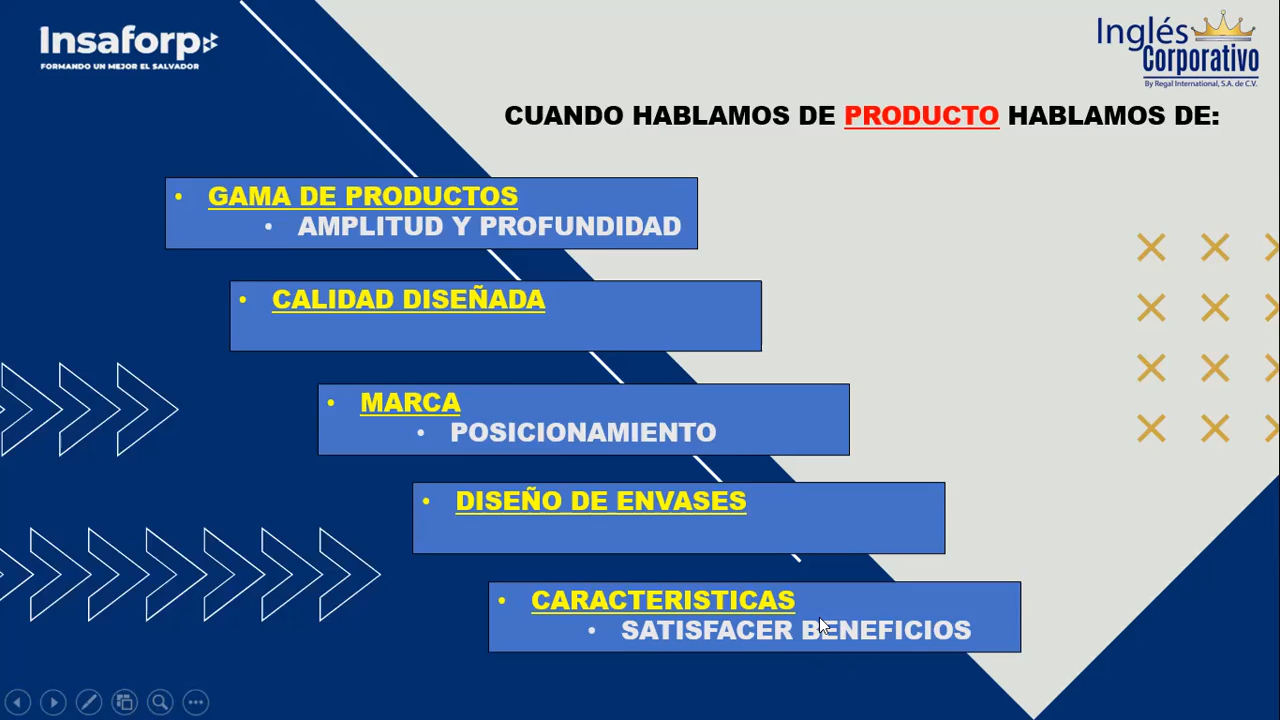 Insaforp
FORMANDO UN MEJOR EL SALVADOR
Inglés
Corporativo
By Regal International, S.A. de C.V.
CUANDO HABLAMOS DE PRODUCTO HABLAMOS DE:
• GAMA DE PRODUCTOS
• AMPLITUD Y PROFUNDIDAD
• CALIDAD DISEÑADA
• MARCA
• POSICIONAMIENTO
• DISEÑO DE ENVASES
• CARACTERISTICAS
• SATISFACER BENEFICIOS